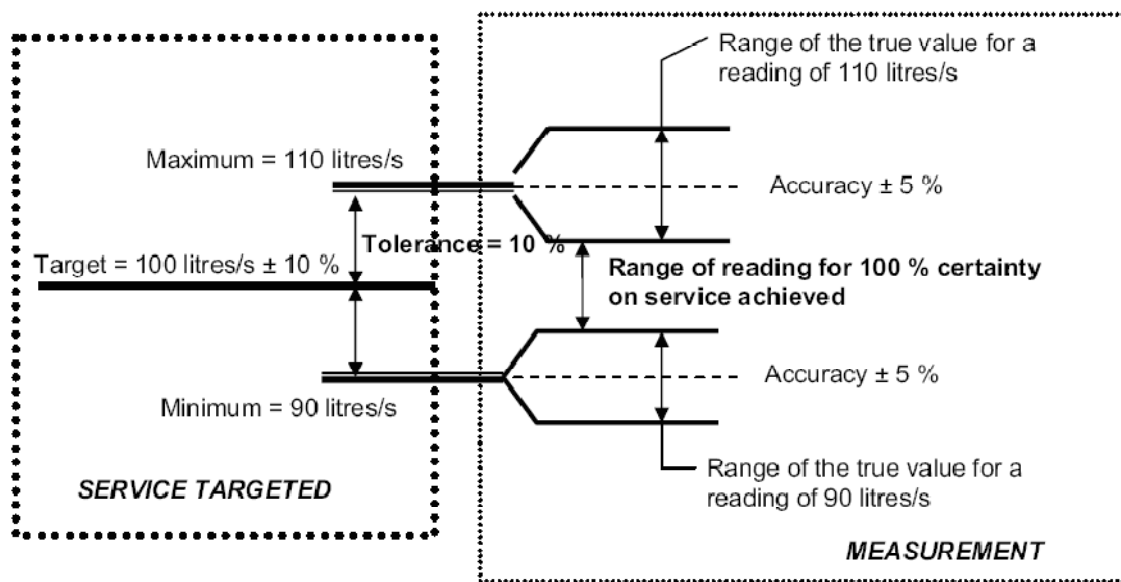 Maximum = 110 litres/s
Tolerance = 10 %
Target = 100 litres/s ± 10 %
Minimum = 90 litres/s
SERVICE TARGETED
Range of the true value for a
reading of 110 litres/s
Accuracy ± 5 %
Range of reading for 100 % certainty
on service achieved
Accuracy ± 5 %
Range of the true value for a
reading of 90 litres/s
MEASUREMENT